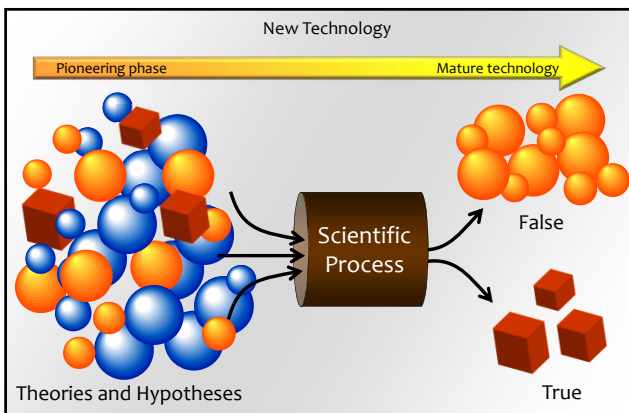 New Technology
Pioneering phase
Mature technology
Scientific
Process
False
Theories and Hypotheses
True